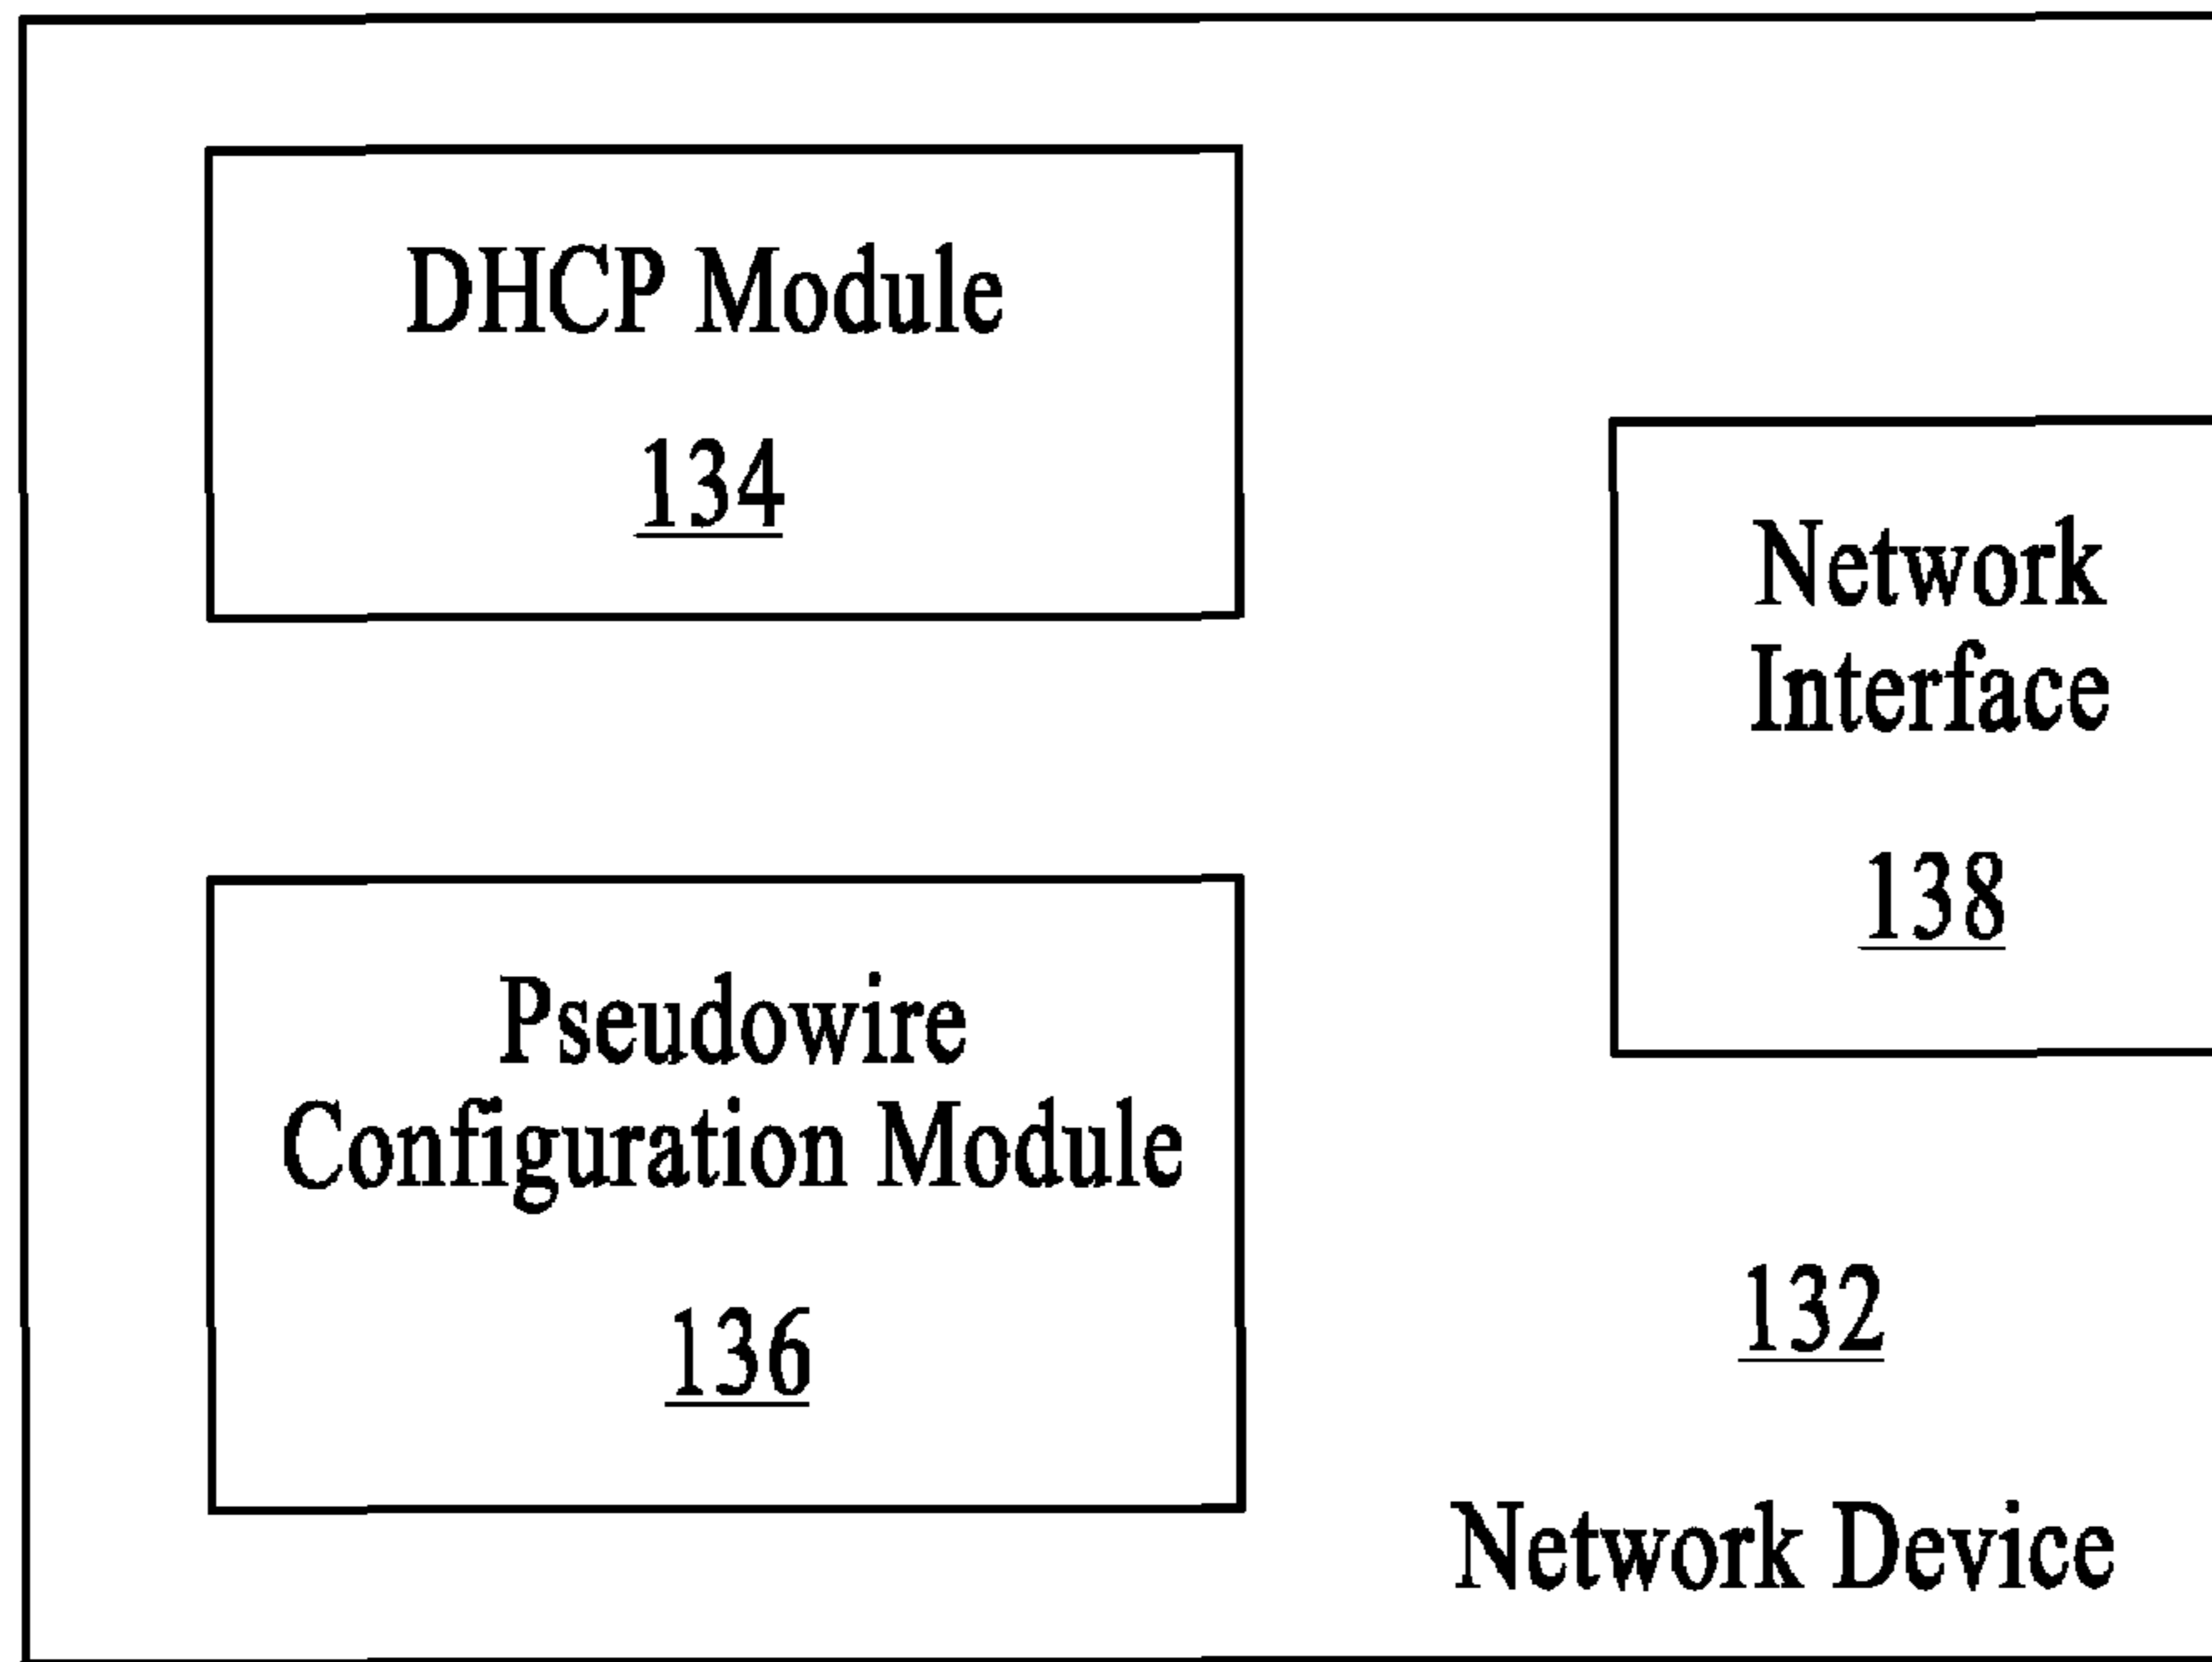 DHCP Module
134
Network
Interface
138
Pseudowire
Configuration Module
136
132
Network Device